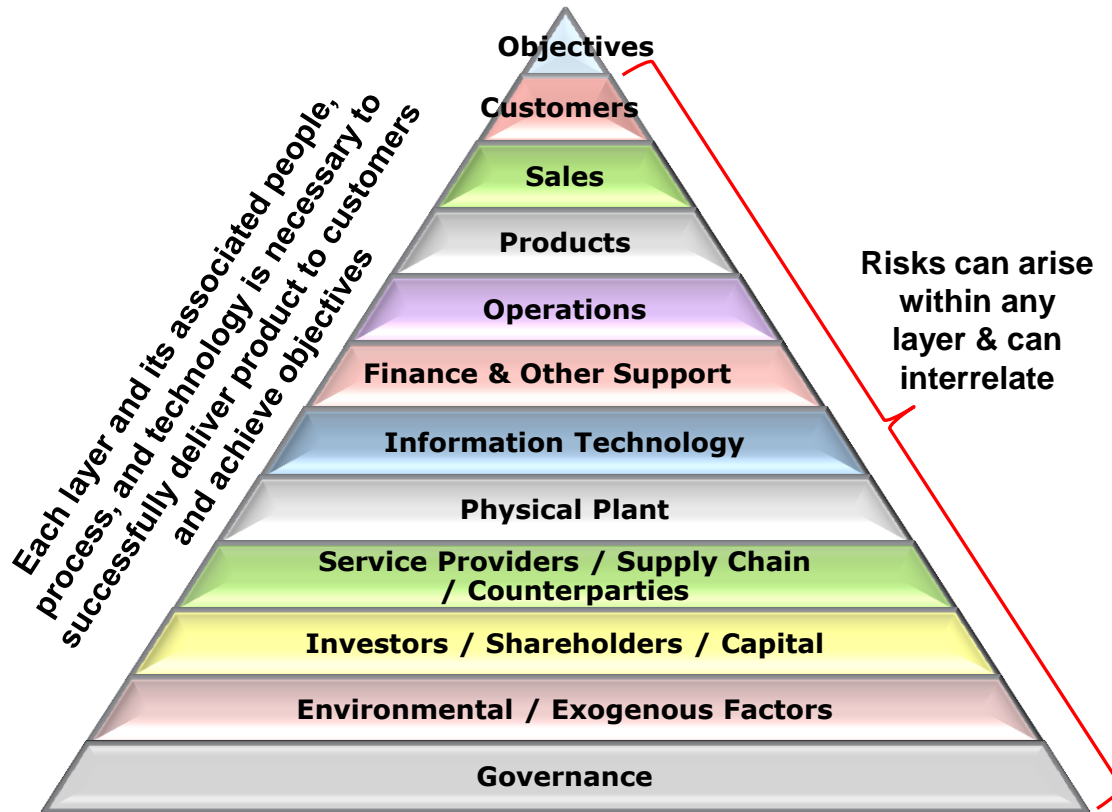 Objectives
Customers
Sales
Products
Operations
Finance & Other Support
Information Technology
Physical Plant
Service Providers / Supply Chain
/ Counterparties
Investors / Shareholders / Capital
Environmental / Exogenous Factors
Governance
Each layer and its associated people,
process, and technology is necessary to
successfully deliver product to customers
and achieve objectives
Risks can arise
within any
layer & can
interrelate